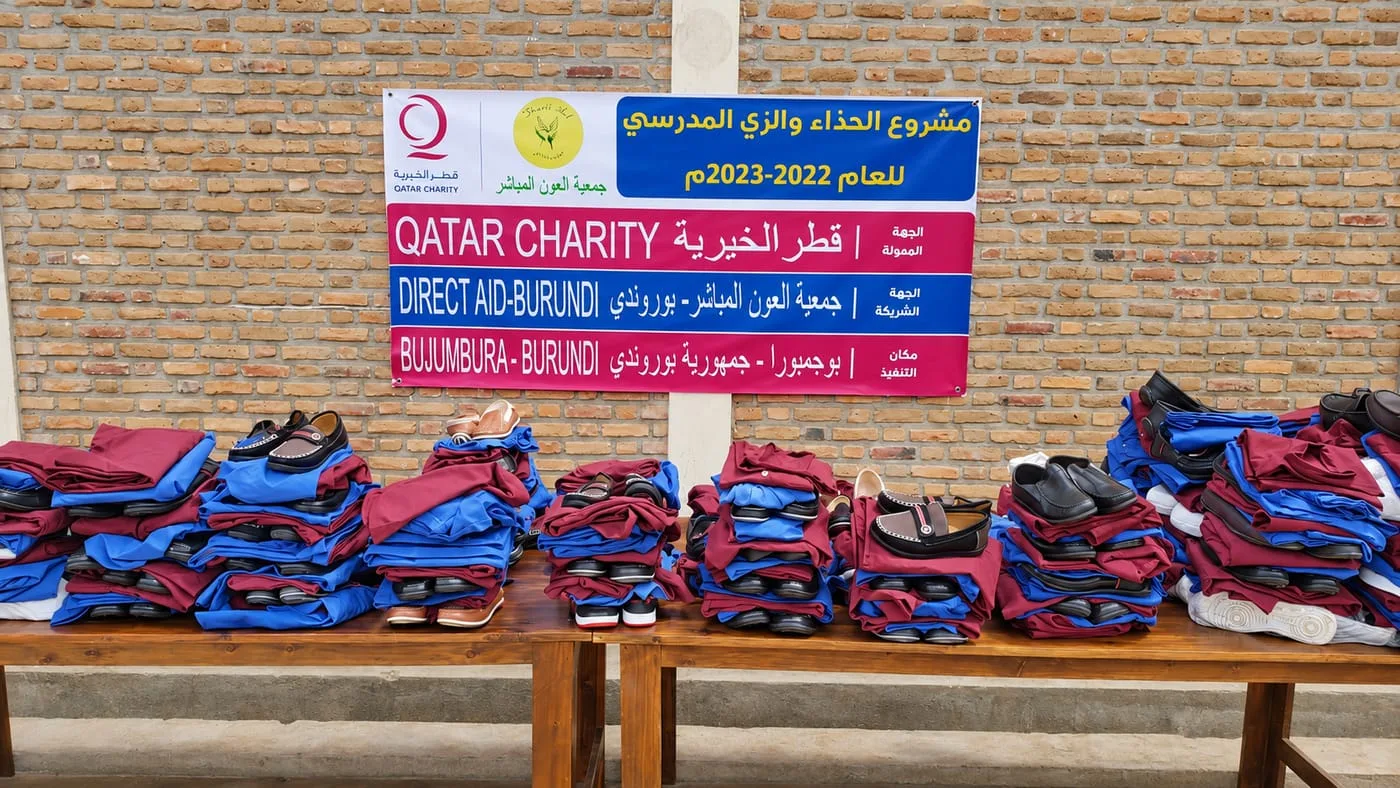 مشروع الحذاء والزي المدرسي
للعام 2022-2023م
قطر الخيرية
QATAR CHARITY
جمعية العون المباشر
الجهة الممولة | قطر الخيرية QATAR CHARITY
الجهة الشريكة | جمعية العون المباشر- بوروندي DIRECT AID-BURUNDI
مكان التنفيذ | بوجمبورا - جمهورية بوروندي BUJUMBURA - BURUNDI